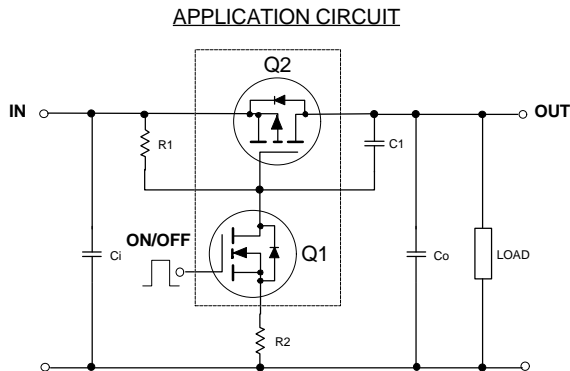 APPLICATION CIRCUIT
Q2
IN
OUT
R1
C1
ON/OFF
Q1
Ci
Co
LOAD
R2